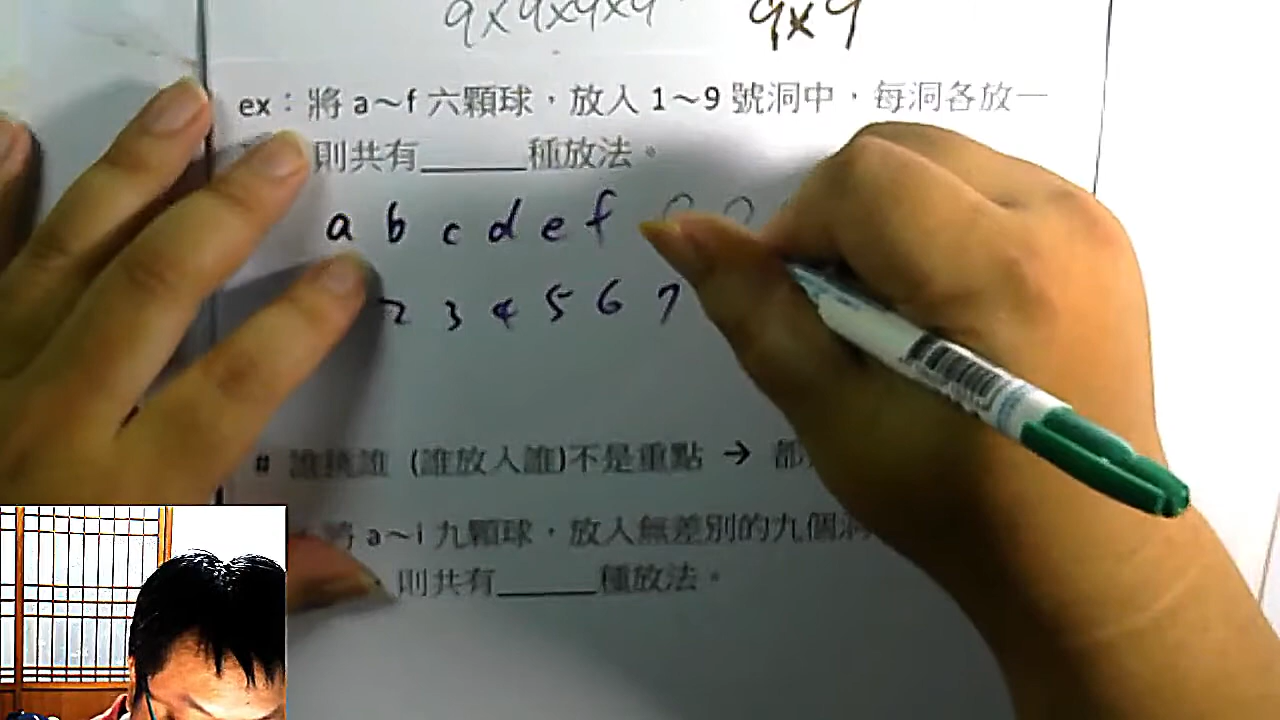 9×9×9×9 9×9
ex：將 a～f 六顆球，放入 1～9 號洞中，每洞各放一
則共有______種放法。
a b c d e f
2 3 4 5 6 7
# 誰挑誰 (誰放入誰)不是重點 → 都
將 a～i 九顆球，放入無差別的九個洞
，則共有______種放法。